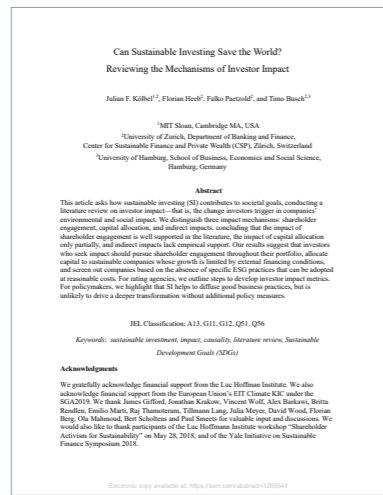 Can Sustainable Investing Save the World?
Reviewing the Mechanisms of Investor Impact
Julian F. Kölbel1,2, Florian Heeb2, Falko Paetzold2, and Timo Busch2,3
1MIT Sloan, Cambridge MA, USA
2University of Zurich, Department of Banking and Finance,
Center for Sustainable Finance and Private Wealth (CSP), Zürich, Switzerland
3University of Hamburg, School of Business, Economics and Social Science,
Hamburg, Germany
Abstract
This article asks how sustainable investing (SI) contributes to societal goals, conducting a
literature review on investor impact—that is, the change investors trigger in companies'
environmental and social impact. We distinguish three impact mechanisms: shareholder
engagement, capital allocation, and indirect impacts, concluding that the impact of
shareholder engagement is well supported in the literature, the impact of capital allocation
only partially, and indirect impacts lack empirical support. Our results suggest that investors
who seek impact should pursue shareholder engagement throughout their portfolio, allocate
capital to sustainable companies whose growth is limited by external financing conditions,
and screen out companies based on the absence of specific ESG practices that can be adopted
at reasonable costs. For rating agencies, we outline steps to develop investor impact metrics.
For policymakers, we highlight that SI helps to diffuse good business practices, but is
unlikely to drive a deeper transformation without additional policy measures.
JEL Classification: A13, G11, G12, Q51, Q56
Keywords: sustainable investment, impact, causality, literature review, Sustainable
Development Goals (SDGs)
Acknowledgments
We gratefully acknowledge financial support from the Luc Hoffman Institute. We also
acknowledge financial support from the European Union's EIT Climate KIC under the
SGA2019. We thank James Gifford, Jonathan Krakow, Vincent Wolf, Alex Barkawi, Britta
Rendlen, Emilio Marti, Raj Thamoteram, Tillmann Lang, Julia Meyer, David Wood, Florian
Berg, Ola Mahmoud, Bert Scholtens and Paul Smeets for valuable input and discussions. We
would also like to thank participants of the Luc Hoffmann Institute workshop "Shareholder
Activism for Sustainability" on May 28, 2018, and of the Yale Initiative on Sustainable
Finance Symposium 2018.
Electronic copy available at: https://ssrn.com/abstract=3289544